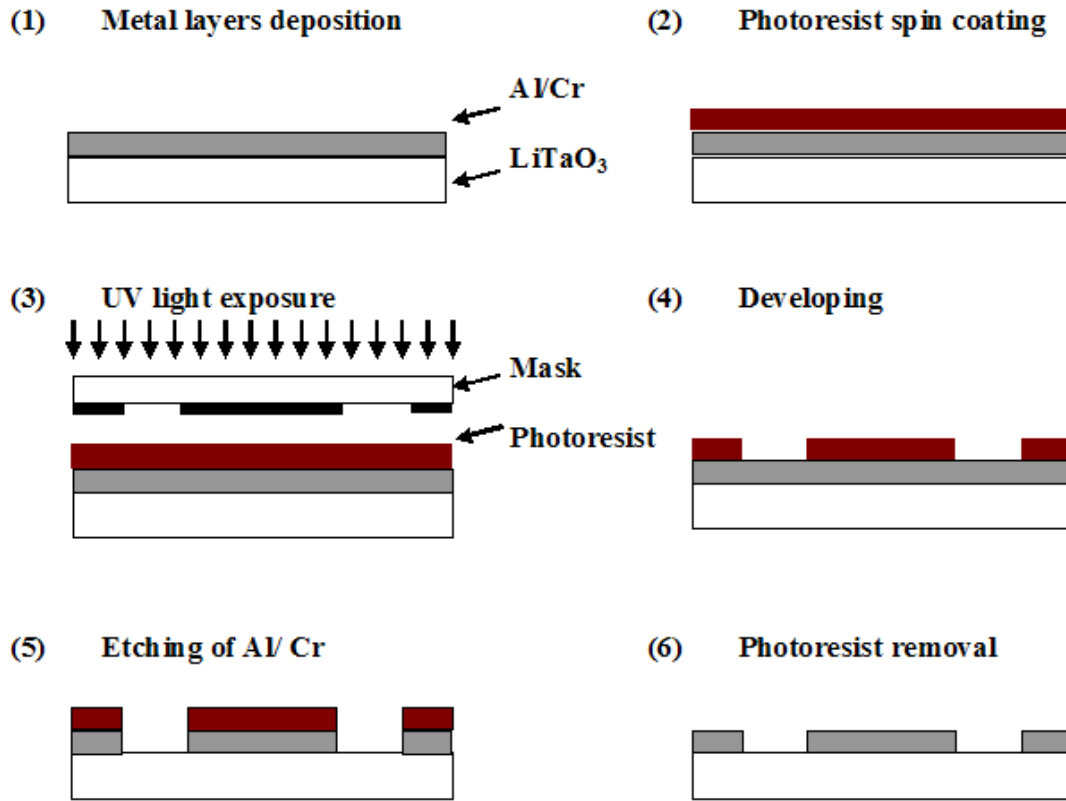 (1) Metal layers deposition
(2) Photoresist spin coating
Al/Cr
LiTaO3
(3) UV light exposure
(4) Developing
Mask
Photoresist
(5) Etching of Al/ Cr
(6) Photoresist removal